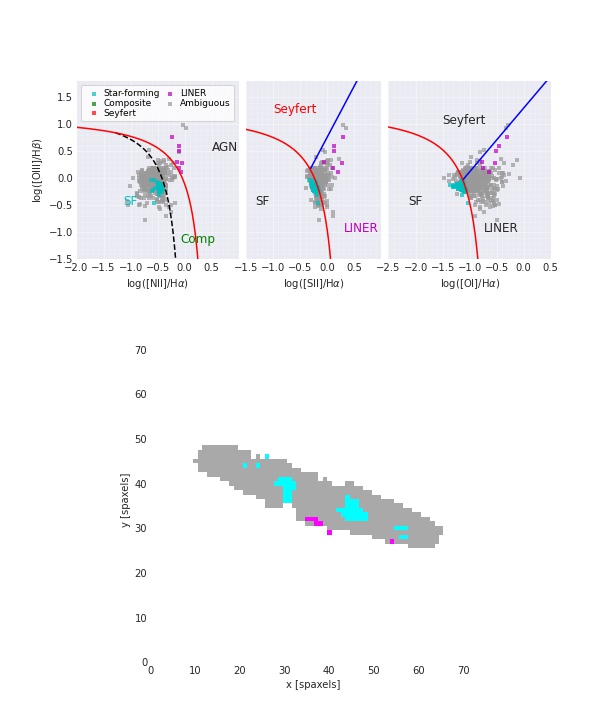 Star-forming
Composite
Seyfert
LINER
Ambiguous
AGN
SF
Comp
1.5
1.0
0.5
0.0
−0.5
−1.0
−1.5
log([OIII]/Hβ)
−2.0 −1.5 −1.0 −0.5 0.0 0.5
log([NII]/Hα)
Seyfert
SF
LINER
−1.5 −1.0 −0.5 0.0 0.5
log([SII]/Hα)
Seyfert
SF
LINER
−2.5 −2.0 −1.5 −1.0 −0.5 0.0 0.5
log([OI]/Hα)
70
60
50
40
30
20
10
0
y [spaxels]
0 10 20 30 40 50 60 70
x [spaxels]